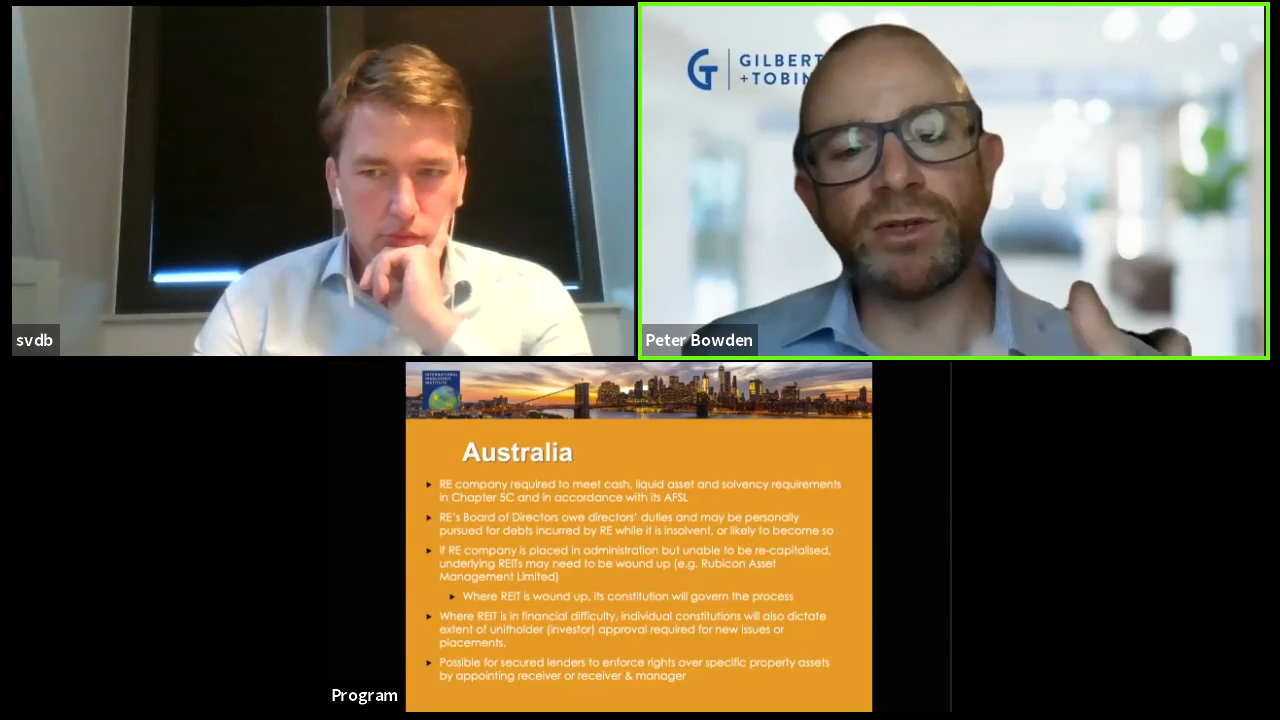 GILBERT
+TOBIN
svdb
Peter Bowden
INTERNATIONAL
INSOLVENCY
INSTITUTE
Australia
RE company required to meet cash, liquid asset and solvency requirements
in Chapter 5C and in accordance with its AFSL
RE's Board of Directors owe directors' duties and may be personally
pursued for debts incurred by RE while it is insolvent, or likely to become so
If RE company is placed in administration but unable to be re-capitalised,
underlying REITs may need to be wound up (e.g. Rubicon Asset
Management Limited)
Where REIT is wound up, its constitution will govern the process
Where REIT is in financial difficulty, individual constitutions will also dictate
extent of unitholder (investor) approval required for new issues or
placements.
Possible for secured lenders to enforce rights over specific property assets
by appointing receiver or receiver & manager
Program